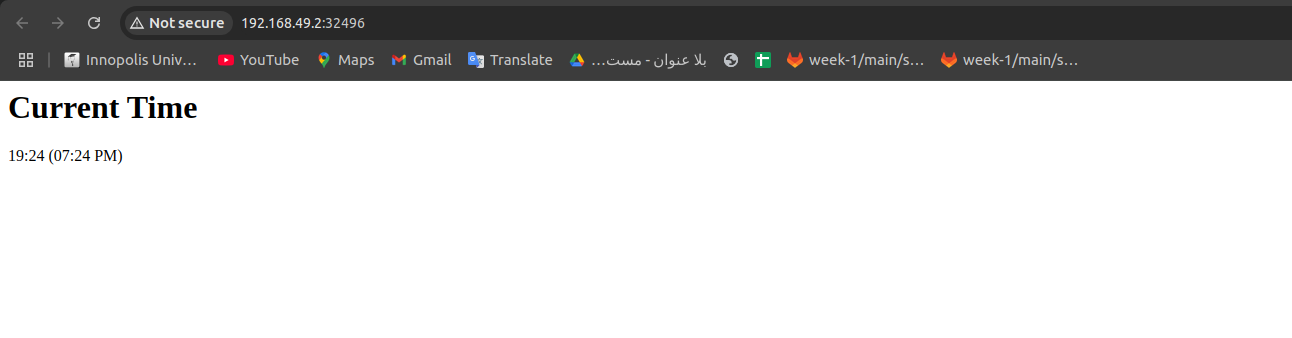 Not secure 192.168.49.2:32496
Innopolis Univ... YouTube Maps Gmail Translate بلا عنوان - مست... week-1/main/s... week-1/main/s...
Current Time
19:24 (07:24 PM)